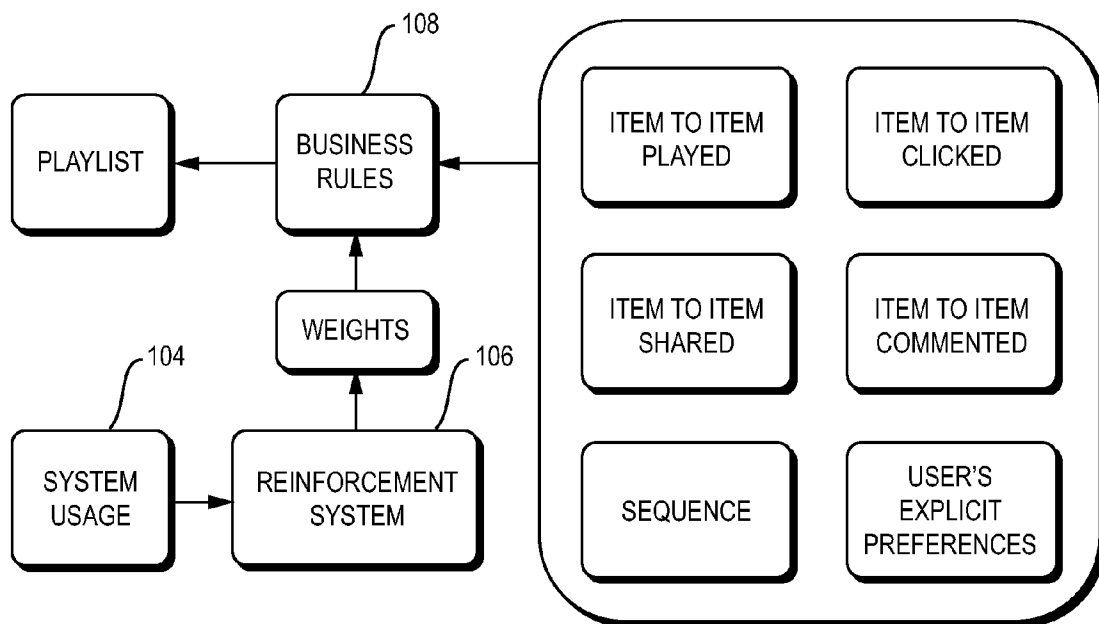 108
PLAYLIST
BUSINESS
RULES
ITEM TO ITEM
PLAYED
ITEM TO ITEM
CLICKED
WEIGHTS
ITEM TO ITEM
SHARED
ITEM TO ITEM
COMMENTED
104
106
SYSTEM
USAGE
REINFORCEMENT
SYSTEM
SEQUENCE
USER'S
EXPLICIT
PREFERENCES